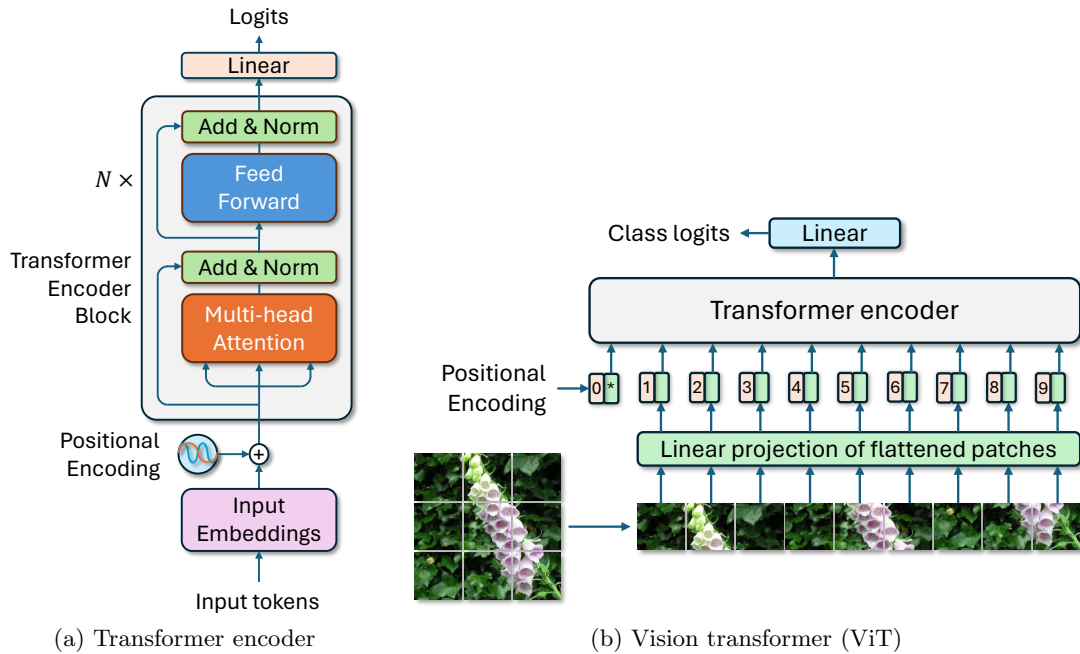 Logits
Linear
Add & Norm
Feed
Forward
N ×
Add & Norm
Transformer
Encoder
Block
Multi-head
Attention
Positional
Encoding
+
Input
Embeddings
Input tokens
(a) Transformer encoder
Class logits
Linear
Transformer encoder
Positional
Encoding
0 * 1 2 3 4 5 6 7 8 9
Linear projection of flattened patches
(b) Vision transformer (ViT)